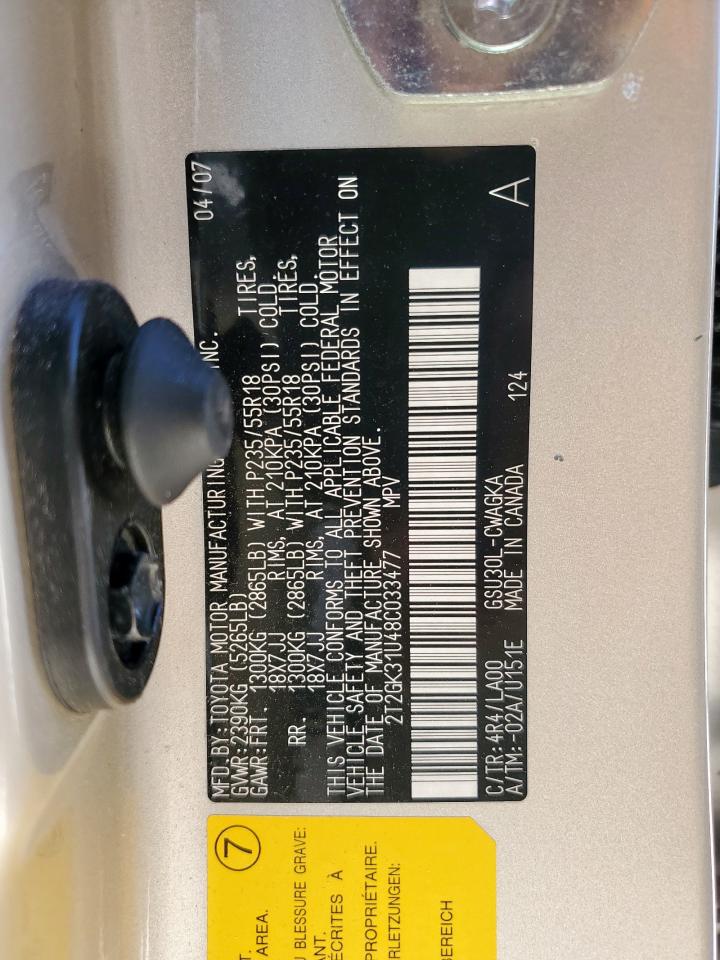 MFD.BY:TOYOTA MOTOR MANUFACTURING INC. 04/07
GVWR:2390KG (5265LB)
GAWR:FRT. 1300KG (2865LB) WITH P235/55R18 TIRES,
18X7JJ RIMS, AT 210KPA (30PSI) COLD.
RR. 1300KG (2865LB) WITH P235/55R18 TIRES,
18X7JJ RIMS, AT 210KPA (30PSI) COLD.
THIS VEHICLE CONFORMS TO ALL APPLICABLE FEDERAL MOTOR
VEHICLE SAFETY AND THEFT PREVENTION STANDARDS IN EFFECT ON
THE DATE OF MANUFACTURE SHOWN ABOVE.
2T2GK31U48C033477 MPV
C/TR:4R4/LA00 GSU30L-CWAGKA
A/TM:-02A/U151E MADE IN CANADA 124 A
7
T.
AREA.
U BLESSURE GRAVE:
ANT.
ÉCRITES À
PROPRIÉTAIRE.
RLETZUNGEN:
BEREICH